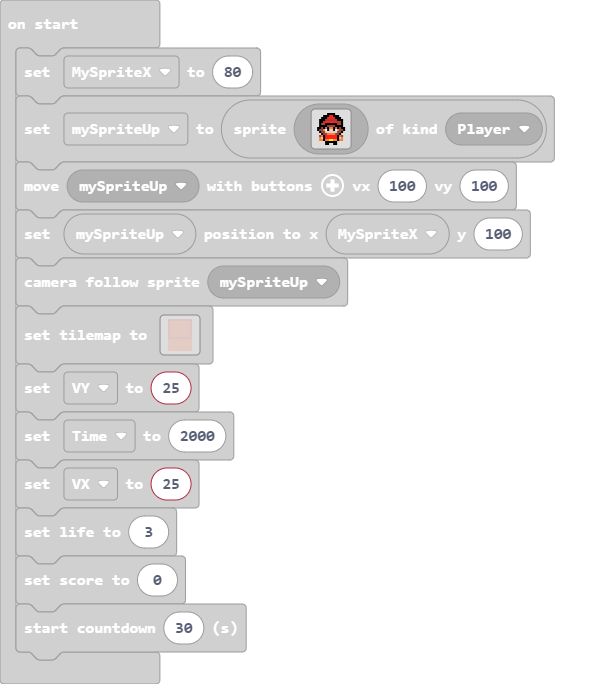 on start
set MySpriteX to 80
set mySpriteUp to sprite of kind Player
move mySpriteUp with buttons vx 100 vy 100
set mySpriteUp position to x MySpriteX y 100
camera follow sprite mySpriteUp
set tilemap to
set VY to 25
set Time to 2000
set VX to 25
set life to 3
set score to 0
start countdown 30 (s)